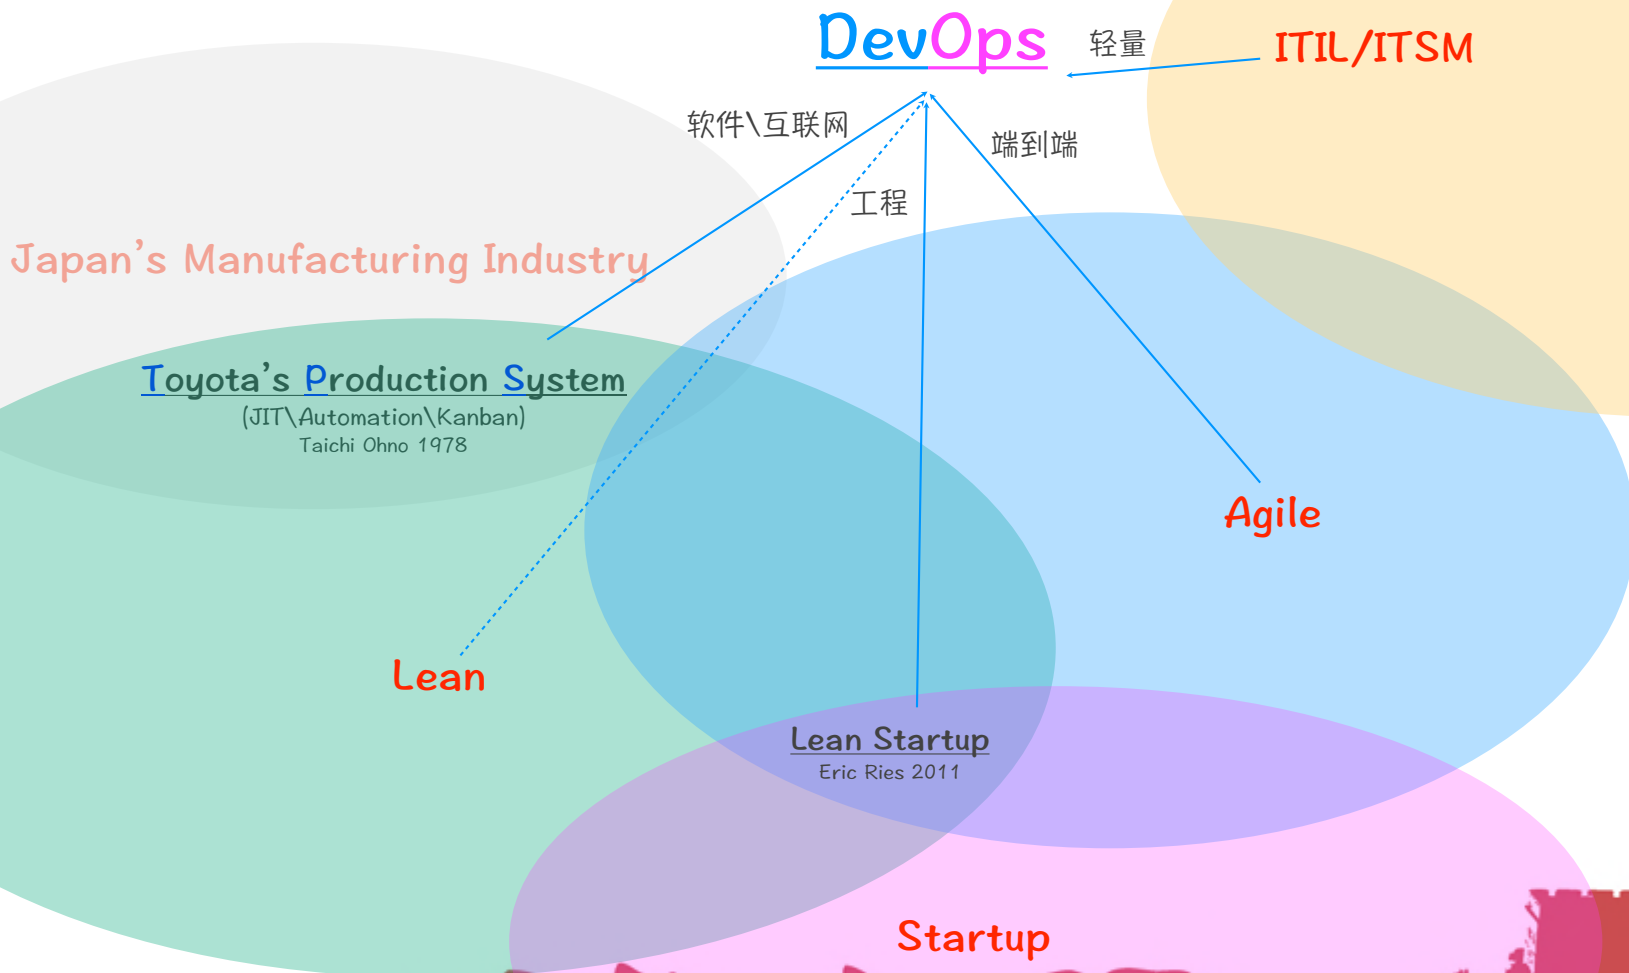 DevOps
轻量
ITIL/ITSM
软件\互联网
端到端
工程
Japan's Manufacturing Industry
Toyota's Production System
(JIT\Automation\Kanban)
Taichi Ohno 1978
Agile
Lean
Lean Startup
Eric Ries 2011
Startup